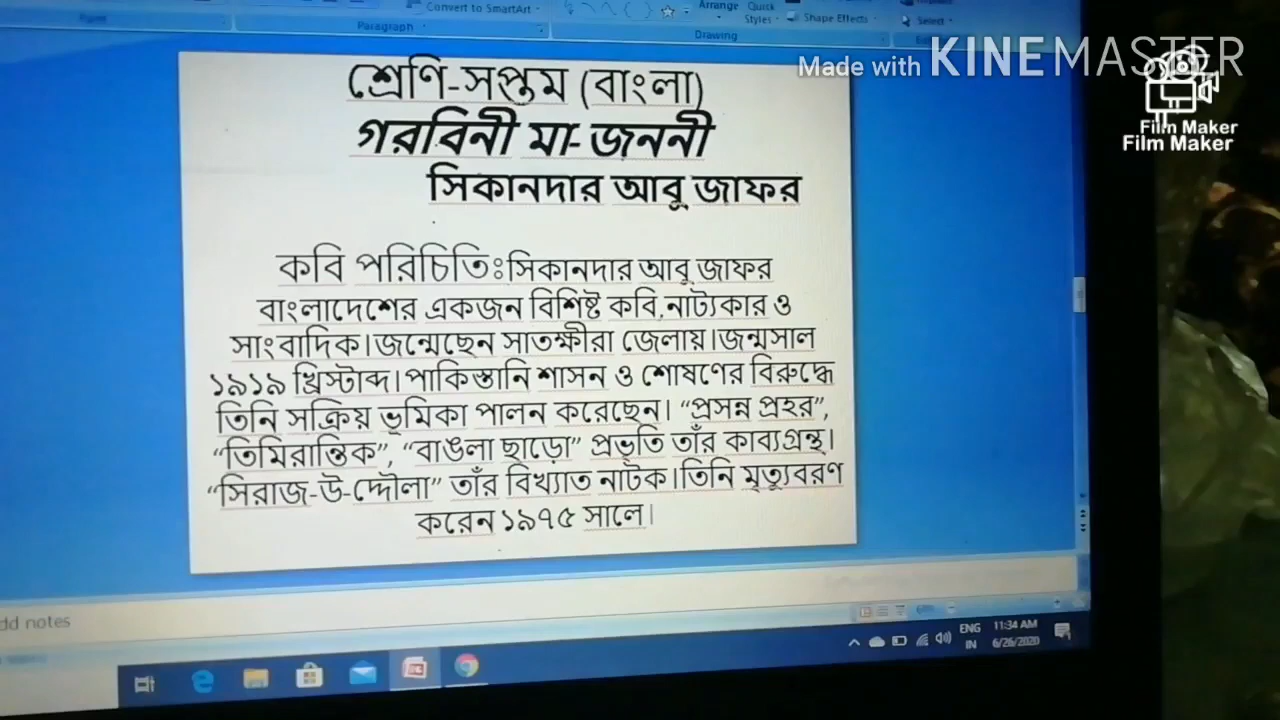 Convert to SmartArt
Arrange
Quick
Styles
Shape Effects
Select
Paragraph
Drawing
Made with KINEMASTER
Film Maker
Film Maker
শ্রেণি-সপ্তম (বাংলা)
গরবিনী মা- জননী
সিকানদার আবু জাফর
কবি পরিচিতিঃসিকানদার আবু জাফর
বাংলাদেশের একজন বিশিষ্ট কবি,নাট্যকার ও
সাংবাদিক।জন্মেছেন সাতক্ষীরা জেলায়।জন্মসাল
১৯১৯ খ্রিস্টাব্দ।পাকিস্তানি শাসন ও শোষণের বিরুদ্ধে
তিনি সক্রিয় ভূমিকা পালন করেছেন। “প্রসন্ন প্রহর”,
“তিমিরান্তিক”, “বাঙলা ছাড়ো” প্রভৃতি তাঁর কাব্যগ্রন্থ।
“সিরাজ-উ-দ্দৌলা” তাঁর বিখ্যাত নাটক।তিনি মৃত্যুবরণ
করেন ১৯৭৫ সালে।
dd notes
ENG
IN
11:34 AM
6/26/2020